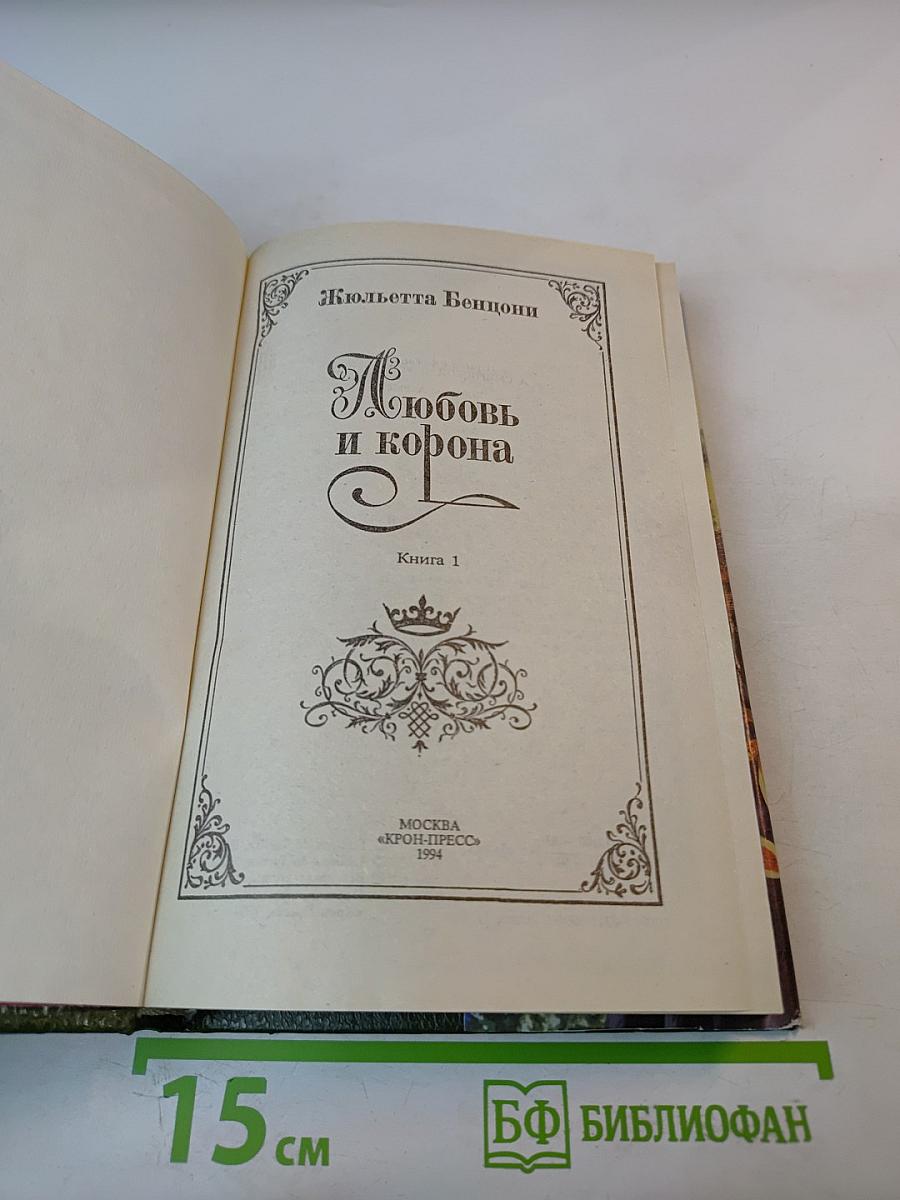 Жюльетта Бенцони
Любовь
и корона
Книга 1
МОСКВА
«КРОН-ПРЕСС»
1994
15 см
БФ БИБЛИОФАН